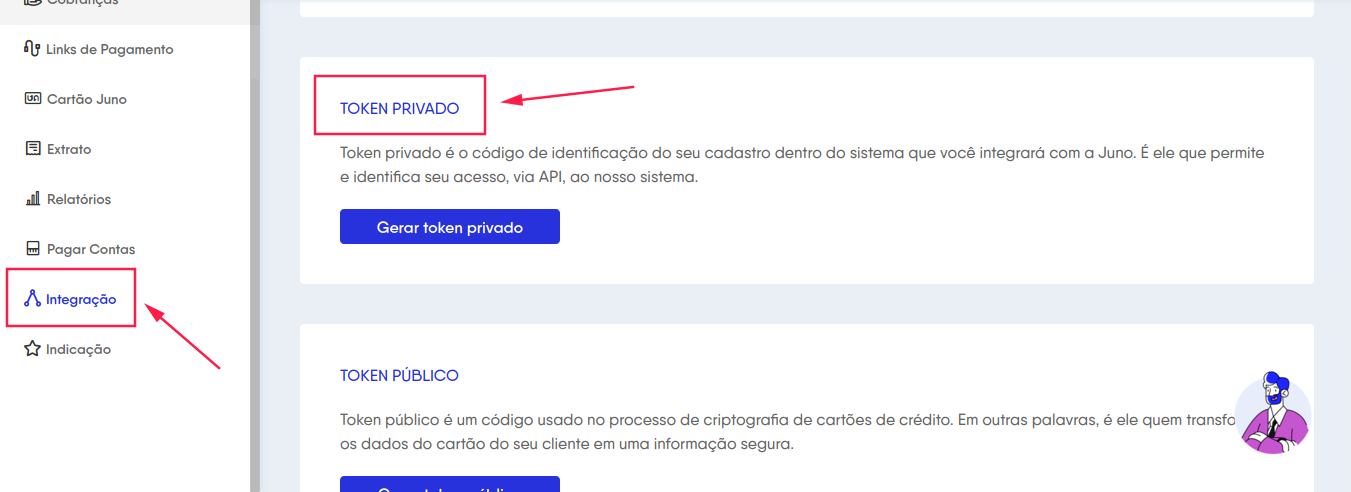 Cobranças
Links de Pagamento
Cartão Juno
Extrato
Relatórios
Pagar Contas
Integração
Indicação
TOKEN PRIVADO
Token privado é o código de identificação do seu cadastro dentro do sistema que você integrará com a Juno. É ele que permite
e identifica seu acesso, via API, ao nosso sistema.
Gerar token privado
TOKEN PÚBLICO
Token público é um código usado no processo de criptografia de cartões de crédito. Em outras palavras, é ele quem transfo
os dados do cartão do seu cliente em uma informação segura.